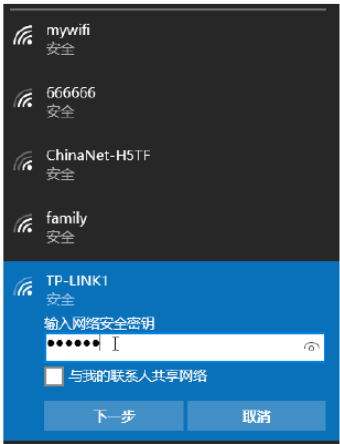 mywifi
安全
666666
安全
ChinaNet-H5TF
安全
family
安全
TP-LINK1
安全
输入网络安全密钥
●●●●●●
与我的联系人共享网络
下一步
取消